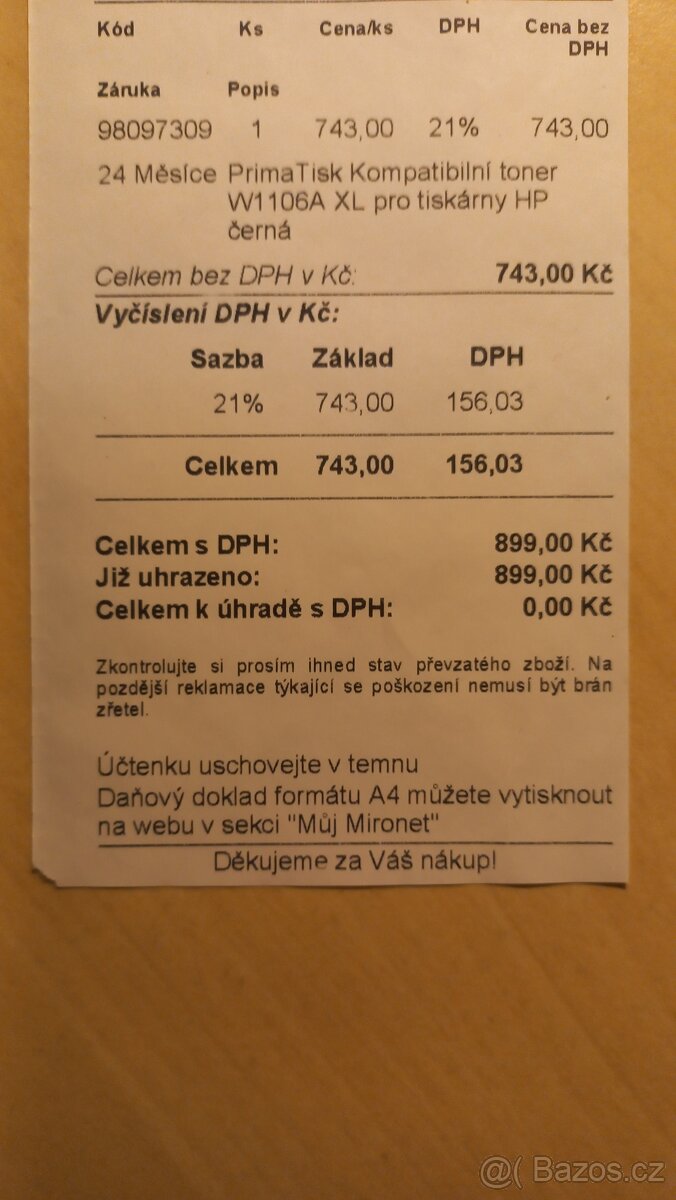 Kód Ks Cena/ks DPH Cena bez
DPH
Záruka Popis
98097309 1 743,00 21% 743,00
24 Měsíce PrimaTisk Kompatibilní toner
W1106A XL pro tiskárny HP
černá
Celkem bez DPH v Kč: 743,00 Kč
Vyčíslení DPH v Kč:
Sazba Základ DPH
21% 743,00 156,03
Celkem 743,00 156,03
Celkem s DPH: 899,00 Kč
Již uhrazeno: 899,00 Kč
Celkem k úhradě s DPH: 0,00 Kč
Zkontrolujte si prosím ihned stav převzatého zboží. Na
pozdější reklamace týkající se poškození nemusí být brán
zřetel.
Účtenku uschovejte v temnu
Daňový doklad formátu A4 můžete vytisknout
na webu v sekci "Můj Mironet"
Děkujeme za Váš nákup!
@( Bazos.cz